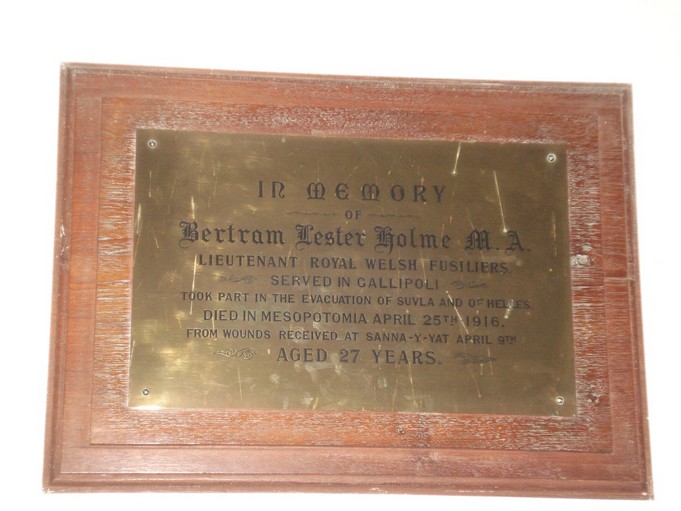 IN MEMORY
OF
Bertram Lester Holme M.A.
LIEUTENANT ROYAL WELSH FUSILIERS.
SERVED IN GALLIPOLI
TOOK PART IN THE EVACUATION OF SUVLA AND OF HELLES.
DIED IN MESOPOTOMIA APRIL 25TH 1916.
FROM WOUNDS RECEIVED AT SANNA-Y-YAT APRIL 9TH
AGED 27 YEARS.